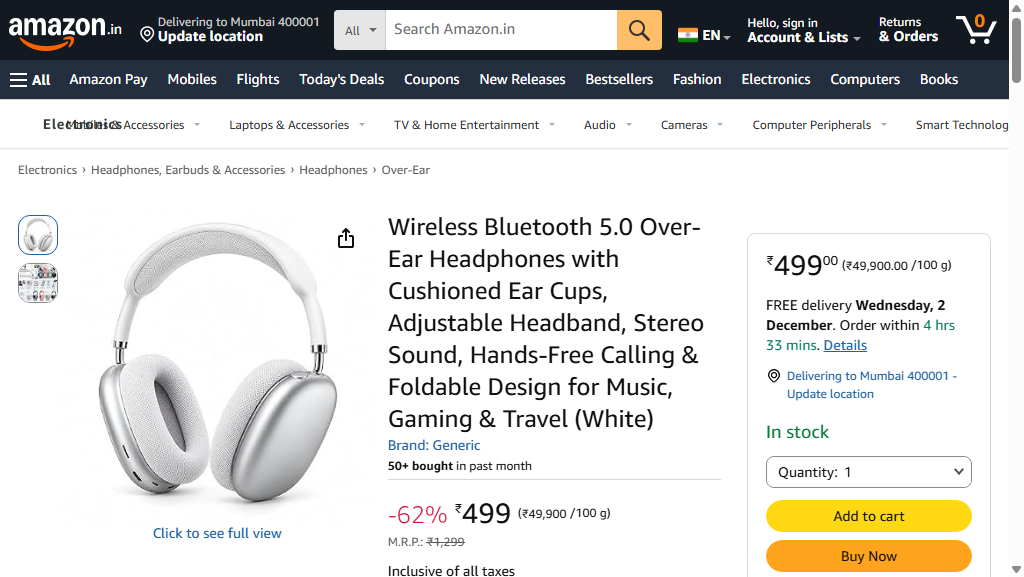 amazon.in
Delivering to Mumbai 400001
Update location
All
Search Amazon.in
EN
Hello, sign in
Account & Lists
Returns
& Orders
0
All
Amazon Pay
Mobiles
Flights
Today's Deals
Coupons
New Releases
Bestsellers
Fashion
Electronics
Computers
Books
Electronics
Mobiles & Accessories
Laptops & Accessories
TV & Home Entertainment
Audio
Cameras
Computer Peripherals
Smart Technolog
Electronics › Headphones, Earbuds & Accessories › Headphones › Over-Ear
Click to see full view
Wireless Bluetooth 5.0 Over-
Ear Headphones with
Cushioned Ear Cups,
Adjustable Headband, Stereo
Sound, Hands-Free Calling &
Foldable Design for Music,
Gaming & Travel (White)
Brand: Generic
50+ bought in past month
-62% ₹499 (₹49,900 /100 g)
M.R.P.: ₹1,299
Inclusive of all taxes
₹49900 (₹49,900.00 /100 g)
FREE delivery Wednesday, 2
December. Order within 4 hrs
33 mins. Details
Delivering to Mumbai 400001 -
Update location
In stock
Quantity: 1
Add to cart
Buy Now